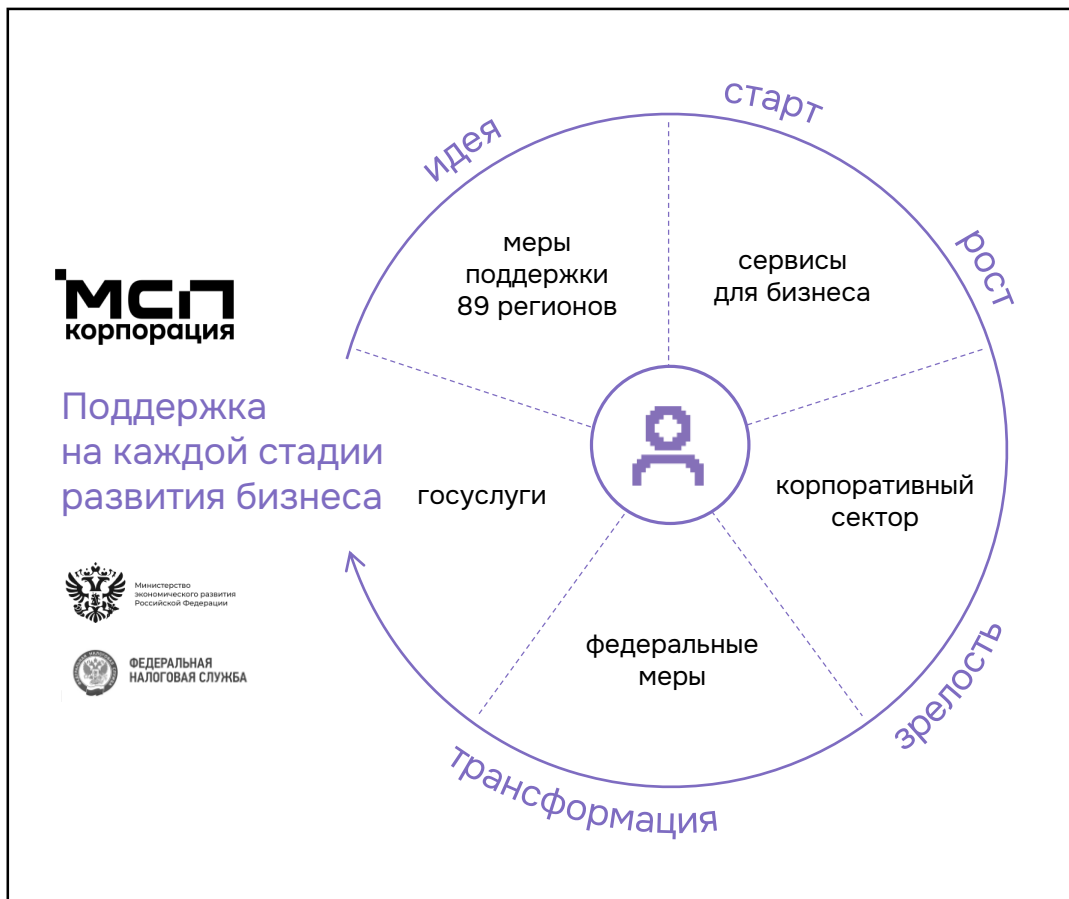 МСП
корпорация
Поддержка
на каждой стадии
развития бизнеса
Министерство
экономического развития
Российской Федерации
ФЕДЕРАЛЬНАЯ
НАЛОГОВАЯ СЛУЖБА
идея
старт
рост
зрелость
трансформация
меры
поддержки
89 регионов
сервисы
для бизнеса
корпоративный
сектор
федеральные
меры
госуслуги